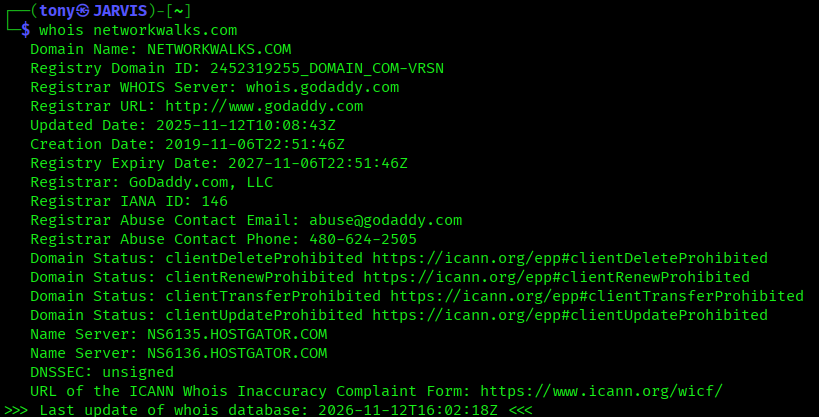 (tony㉿JARVIS)-[~]
$ whois networkwalks.com
Domain Name: NETWORKWALKS.COM
Registry Domain ID: 2452319255_DOMAIN_COM-VRSN
Registrar WHOIS Server: whois.godaddy.com
Registrar URL: http://www.godaddy.com
Updated Date: 2025-11-12T10:08:43Z
Creation Date: 2019-11-06T22:51:46Z
Registry Expiry Date: 2027-11-06T22:51:46Z
Registrar: GoDaddy.com, LLC
Registrar IANA ID: 146
Registrar Abuse Contact Email: abuse@godaddy.com
Registrar Abuse Contact Phone: 480-624-2505
Domain Status: clientDeleteProhibited https://icann.org/epp#clientDeleteProhibited
Domain Status: clientRenewProhibited https://icann.org/epp#clientRenewProhibited
Domain Status: clientTransferProhibited https://icann.org/epp#clientTransferProhibited
Domain Status: clientUpdateProhibited https://icann.org/epp#clientUpdateProhibited
Name Server: NS6135.HOSTGATOR.COM
Name Server: NS6136.HOSTGATOR.COM
DNSSEC: unsigned
URL of the ICANN Whois Inaccuracy Complaint Form: https://www.icann.org/wicf/
>>> Last update of whois database: 2026-11-12T16:02:18Z <<<